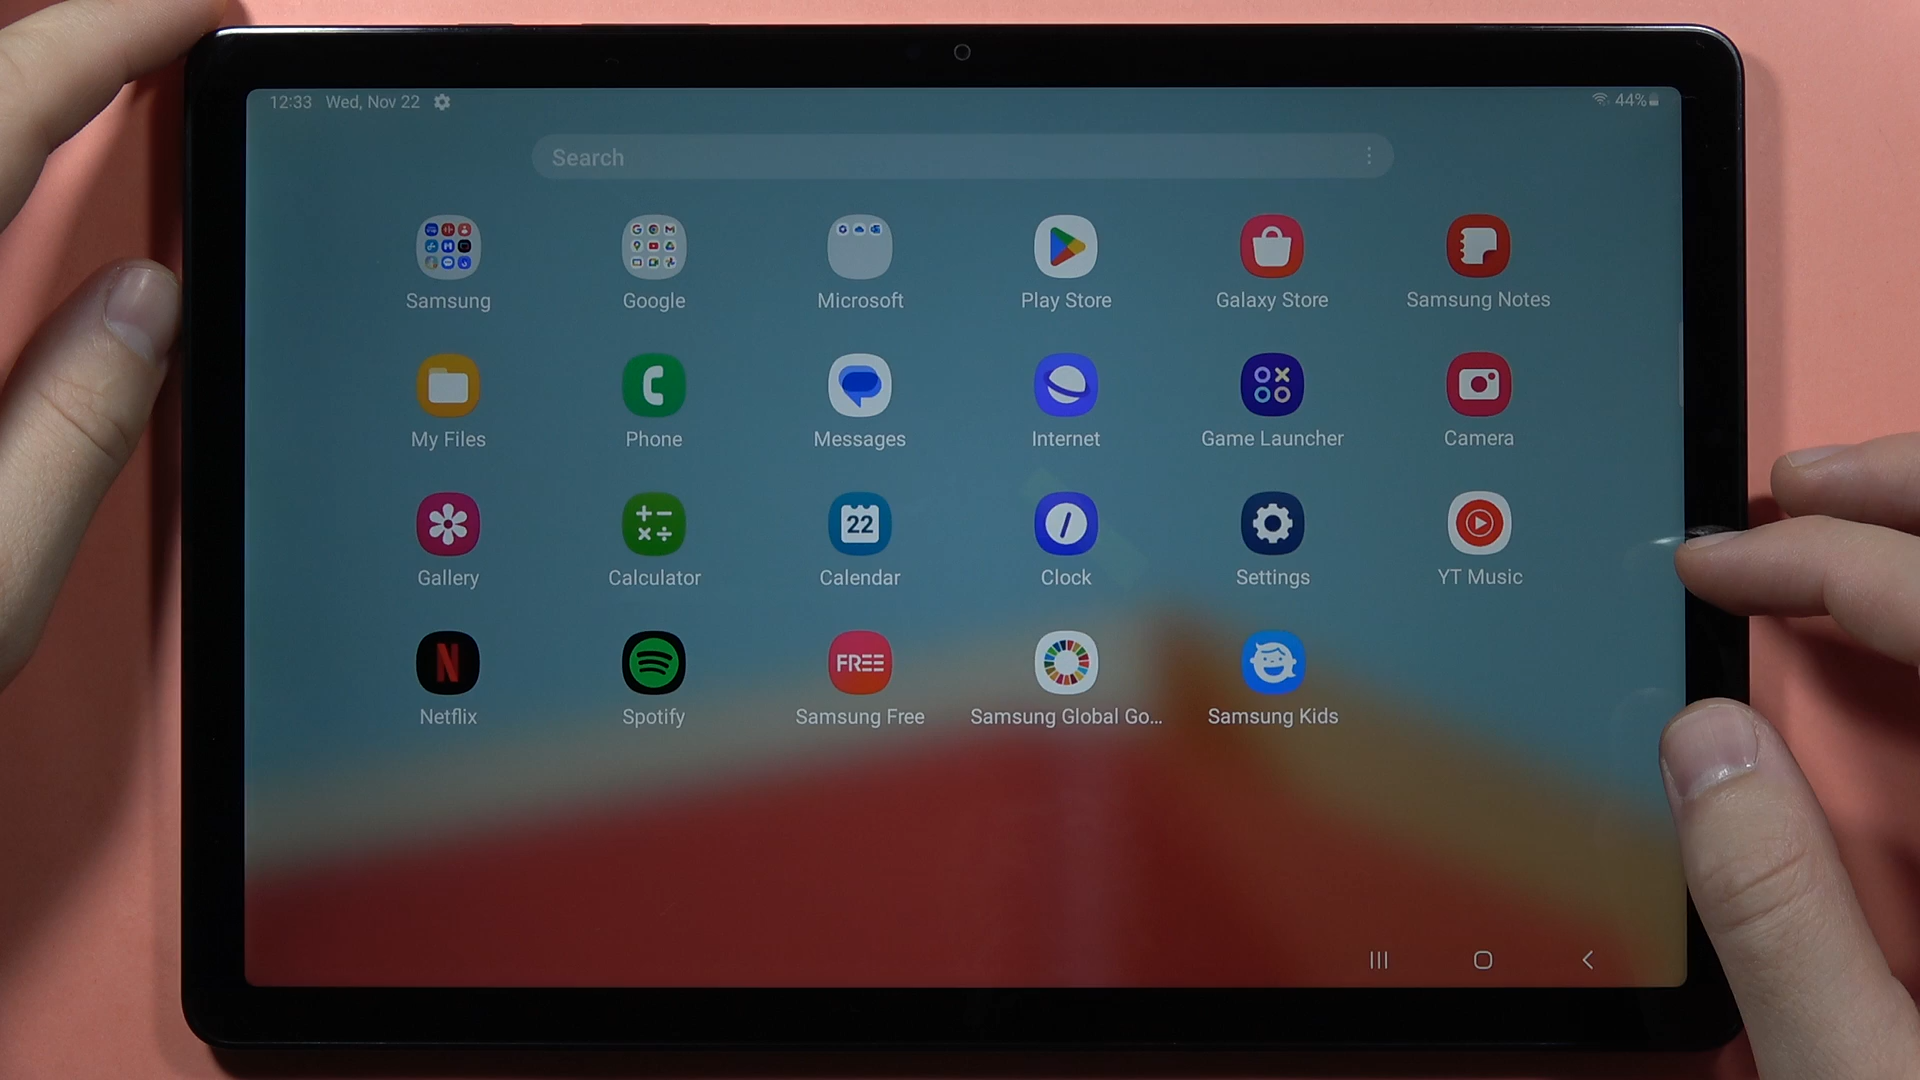 12:33 Wed, Nov 22 44%
Search
Samsung Google Microsoft Play Store Galaxy Store Samsung Notes
My Files Phone Messages Internet Game Launcher Camera
22
Gallery Calculator Calendar Clock Settings YT Music
N FREE
Netflix Spotify Samsung Free Samsung Global Go... Samsung Kids